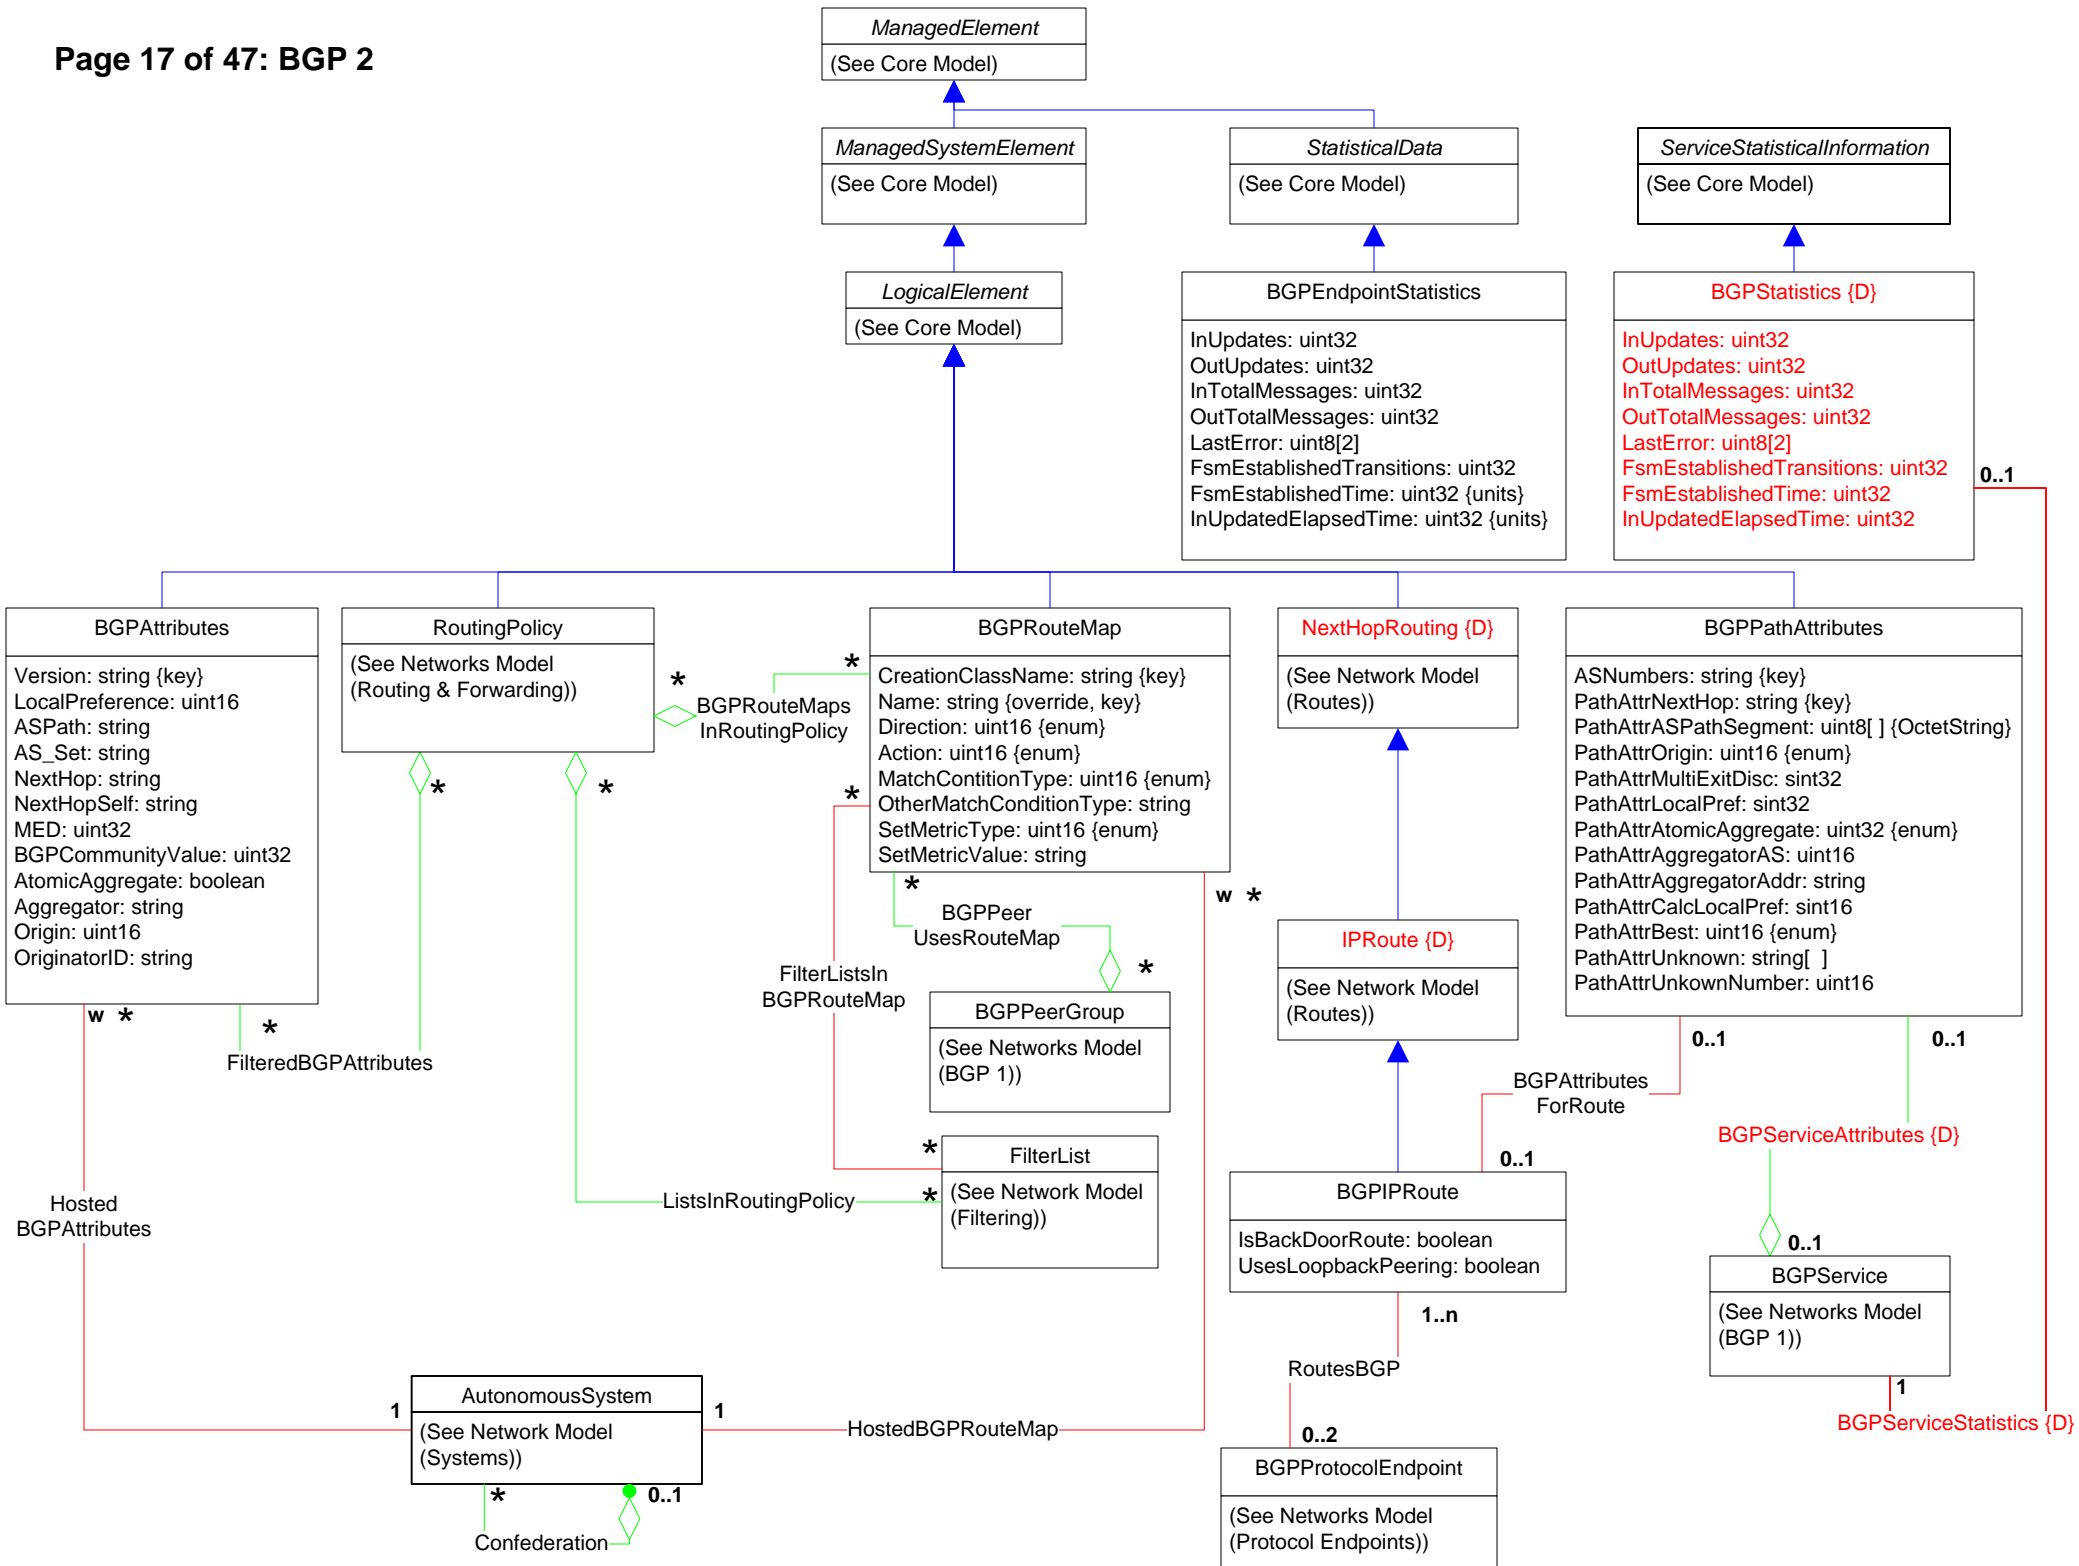 Page 17 of 47: BGP 2
ManagedElement
(See Core Model)
ManagedSystemElement
(See Core Model)
StatisticalData
(See Core Model)
ServiceStatisticalInformation
(See Core Model)
LogicalElement
(See Core Model)
BGPEndpointStatistics
InUpdates: uint32
OutUpdates: uint32
InTotalMessages: uint32
OutTotalMessages: uint32
LastError: uint8[2]
FsmEstablishedTransitions: uint32
FsmEstablishedTime: uint32 {units}
InUpdatedElapsedTime: uint32 {units}
BGPStatistics {D}
InUpdates: uint32
OutUpdates: uint32
InTotalMessages: uint32
OutTotalMessages: uint32
LastError: uint8[2]
FsmEstablishedTransitions: uint32
FsmEstablishedTime: uint32
InUpdatedElapsedTime: uint32
0..1
BGPAttributes
Version: string {key}
LocalPreference: uint16
ASPath: string
AS_Set: string
NextHop: string
NextHopSelf: string
MED: uint32
BGPCommunityValue: uint32
AtomicAggregate: boolean
Aggregator: string
Origin: uint16
OriginatorID: string
w *
*
RoutingPolicy
(See Networks Model
(Routing & Forwarding))
*
*
*
BGPRouteMaps
InRoutingPolicy
*
*
BGPRouteMap
CreationClassName: string {key}
Name: string {override, key}
Direction: uint16 {enum}
Action: uint16 {enum}
MatchContitionType: uint16 {enum}
OtherMatchConditionType: string
SetMetricType: uint16 {enum}
SetMetricValue: string
*
w *
BGPPeer
UsesRouteMap
*
NextHopRouting {D}
(See Network Model
(Routes))
IPRoute {D}
(See Network Model
(Routes))
BGPPathAttributes
ASNumbers: string {key}
PathAttrNextHop: string {key}
PathAttrASPathSegment: uint8[ ] {OctetString}
PathAttrOrigin: uint16 {enum}
PathAttrMultiExitDisc: sint32
PathAttrLocalPref: sint32
PathAttrAtomicAggregate: uint32 {enum}
PathAttrAggregatorAS: uint16
PathAttrAggregatorAddr: string
PathAttrCalcLocalPref: sint16
PathAttrBest: uint16 {enum}
PathAttrUnknown: string[ ]
PathAttrUnkownNumber: uint16
0..1
0..1
FilteredBGPAttributes
FilterListsIn
BGPRouteMap
BGPPeerGroup
(See Networks Model
(BGP 1))
BGPAttributes
ForRoute
0..1
BGPServiceAttributes {D}
0..1
*
FilterList
(See Network Model
(Filtering))
ListsInRoutingPolicy
*
Hosted
BGPAttributes
BGPIPRoute
IsBackDoorRoute: boolean
UsesLoopbackPeering: boolean
1..n
BGPService
(See Networks Model
(BGP 1))
1
BGPServiceStatistics {D}
RoutesBGP
0..2
1
AutonomousSystem
(See Network Model
(Systems))
1
HostedBGPRouteMap
*
0..1
Confederation
BGPProtocolEndpoint
(See Networks Model
(Protocol Endpoints))